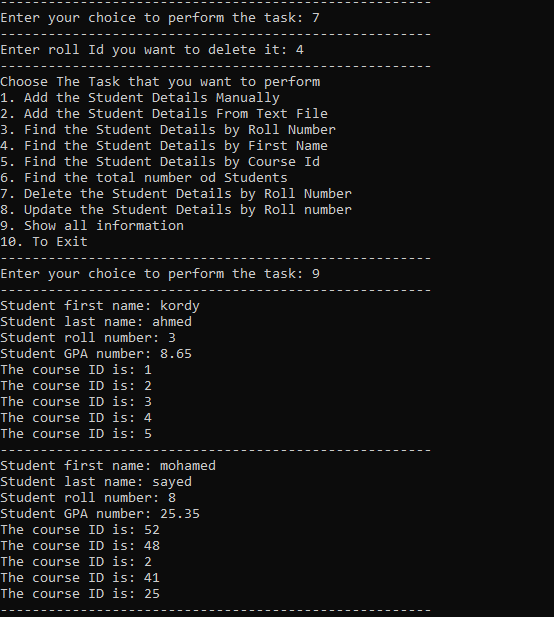 ------------------------------------------------------
Enter your choice to perform the task: 7
------------------------------------------------------
Enter roll Id you want to delete it: 4
------------------------------------------------------
Choose The Task that you want to perform
1. Add the Student Details Manually
2. Add the Student Details From Text File
3. Find the Student Details by Roll Number
4. Find the Student Details by First Name
5. Find the Student Details by Course Id
6. Find the total number od Students
7. Delete the Student Details by Roll Number
8. Update the Student Details by Roll number
9. Show all information
10. To Exit
------------------------------------------------------
Enter your choice to perform the task: 9
------------------------------------------------------
Student first name: kordy
Student last name: ahmed
Student roll number: 3
Student GPA number: 8.65
The course ID is: 1
The course ID is: 2
The course ID is: 3
The course ID is: 4
The course ID is: 5
------------------------------------------------------
Student first name: mohamed
Student last name: sayed
Student roll number: 8
Student GPA number: 25.35
The course ID is: 52
The course ID is: 48
The course ID is: 2
The course ID is: 41
The course ID is: 25
------------------------------------------------------